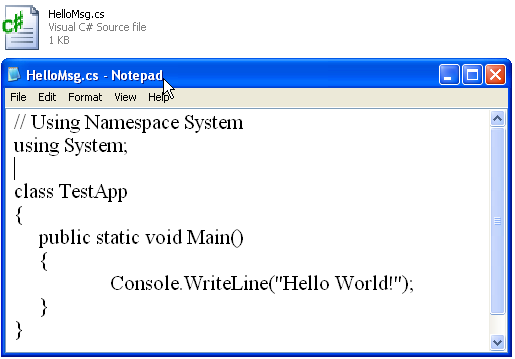 C#
HelloMsg.cs
Visual C# Source file
1 KB
HelloMsg.cs - Notepad
File Edit Format View Help
// Using Namespace System
using System;
class TestApp
{
public static void Main()
{
Console.WriteLine("Hello World!");
}
}